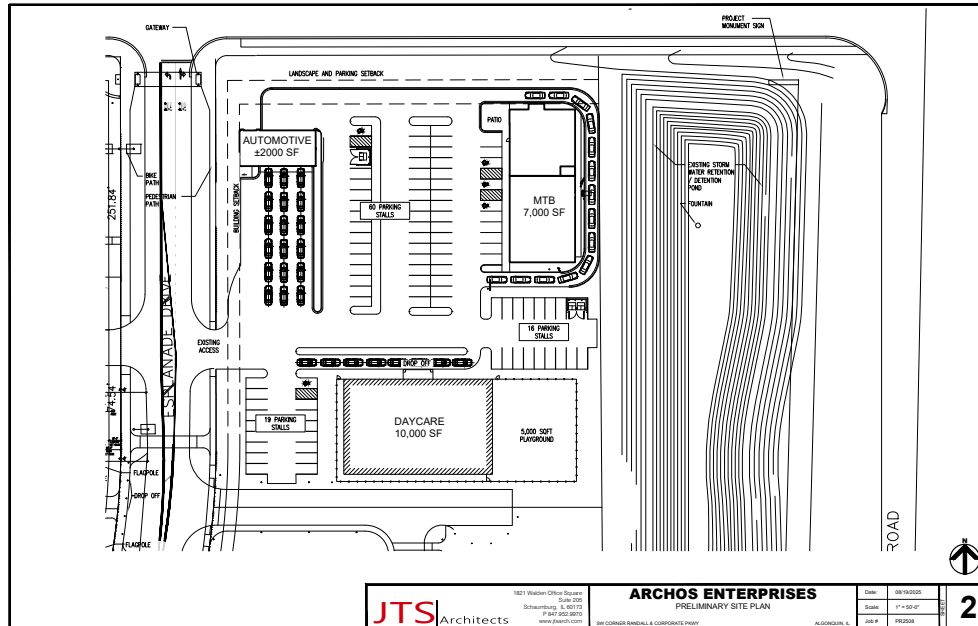 GATEWAY
PROJECT
MONUMENT SIGN
LANDSCAPE AND PARKING SETBACK
PATIO
AUTOMOTIVE
±2000 SF
BIKE
PATH
PEDESTRIAN
PATH
251.84'
BUILDING SETBACK
60 PARKING
STALLS
MTB
7,000 SF
EXISTING STORM
WATER RETENTION
/ DETENTION
POND
FOUNTAIN
ESPLANADE DRIVE
EXISTING
ACCESS
16 PARKING
STALLS
DROP OFF
74.54'
19 PARKING
STALLS
DAYCARE
10,000 SF
5,000 SQFT
PLAYGROUND
FLAGPOLE
DROP OFF
FLAGPOLE
ROAD
N
JTS Architects
1821 Walden Office Square
Suite 205
Schaumburg, IL 60173
P 847.952.9970
www.jtsarch.com
ARCHOS ENTERPRISES
PRELIMINARY SITE PLAN
SW CORNER RANDALL & CORPORATE PKWY
ALGONQUIN, IL
Date: 08/19/2025
Scale: 1" = 50'-0"
Job # PR2508
SHEET
2